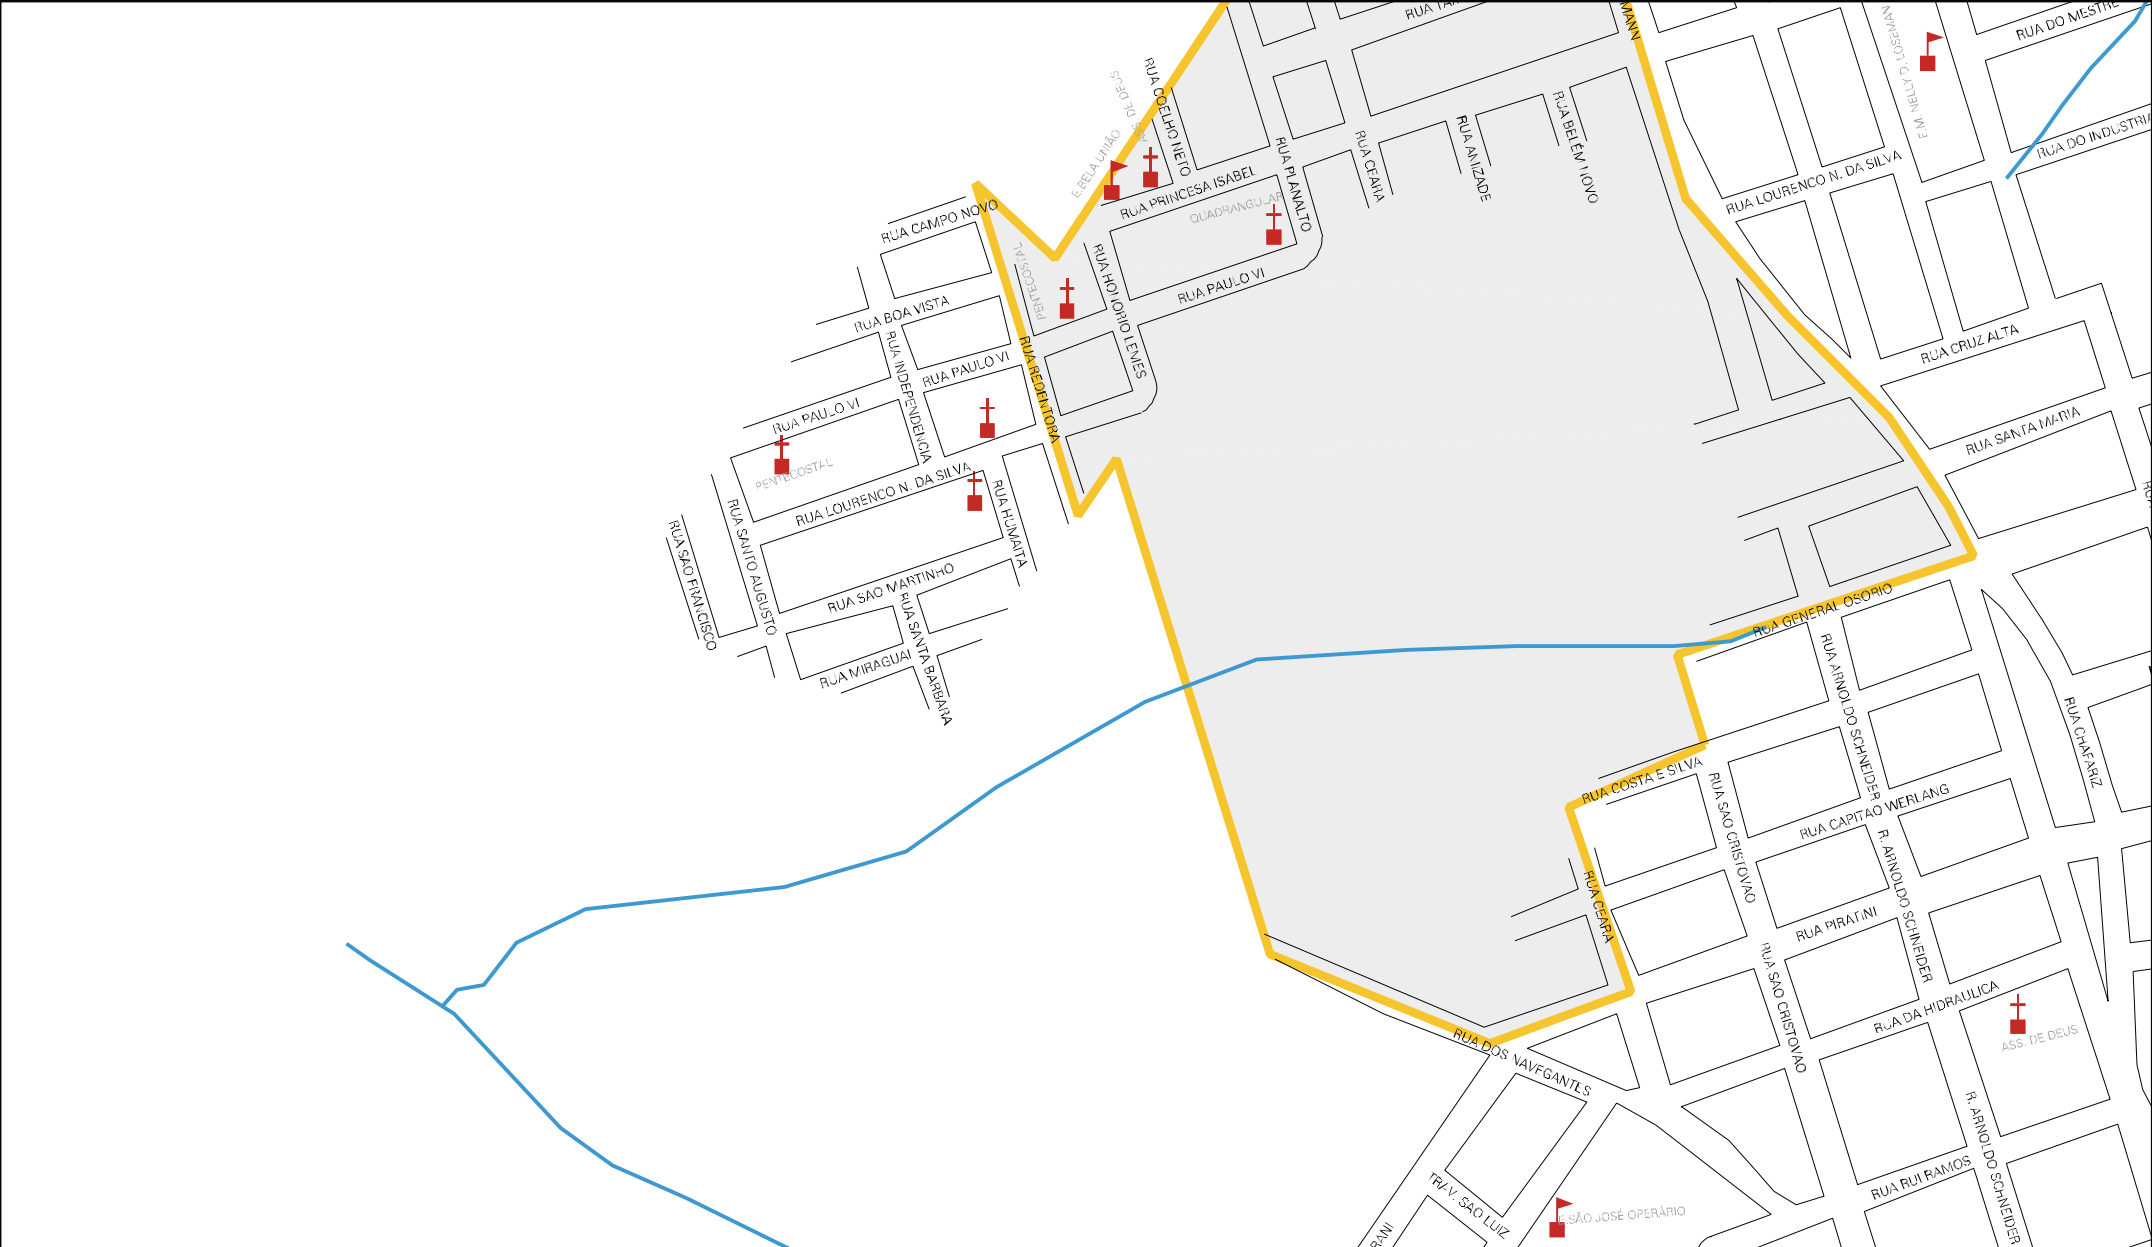 RUA DO MESTRE
E.M. NELLY D. LOSEMAN
RUA DO INDUSTRIA
RUA LOURENCO N. DA SILVA
RUA CRUZ ALTA
RUA SANTA MARIA
MANN
RUA COELHO NETO
ASS. DE DEUS
E.BELA UNIÃO
RUA PRINCESA ISABEL
QUADRANGULAR
RUA PLANALTO
RUA CEARA
RUA AMIZADE
RUA BELÉM NOVO
RUA CAMPO NOVO
PENTECOSTAL
RUA HONORIO LEMES
RUA PAULO VI
RUA BOA VISTA
RUA INDEPENDENCIA
RUA PAULO VI
RUA REDENTORA
RUA PAULO VI
PENTECOSTAL
RUA LOURENCO N. DA SILVA
RUA HUMAITA
RUA SANTO AUGUSTO
RUA SAO FRANCISCO
RUA SAO MARTINHO
RUA SANTA BARBARA
RUA MIRAGUAI
RUA GENERAL OSORIO
RUA ARNOLDO SCHNEIDER
RUA CHAFARIZ
RUA COSTA E SILVA
RUA SAO CRISTOVAO
RUA CAPITAO WERLANG
R. ARNOLDO SCHNEIDER
RUA CEARA
RUA PIRATINI
RUA SAO CRISTOVAO
RUA DA HIDRAULICA
ASS. DE DEUS
RUA DOS NAVEGANTES
R. ARNOLDO SCHNEIDER
RUA RUI RAMOS
TRAV. SAO LUIZ
E.SÃO JOSÉ OPERÁRIO
RANI